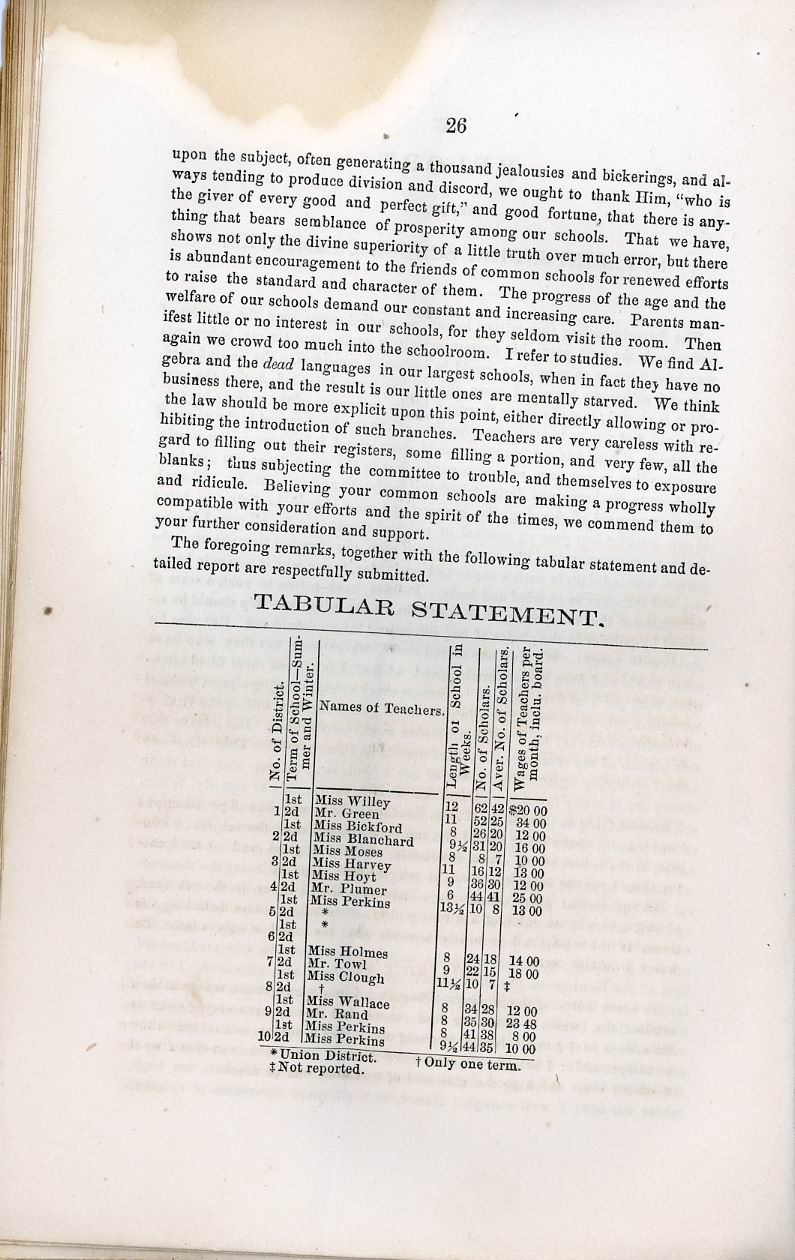 26
upon the subject, often generating a thousand jealousies and bickerings, and al-
ways tending to produce division and discord, we ought to thank Him, “who is
the giver of every good and perfect gift,” and good fortune, that there is any-
thing that bears semblance of prosperity among our schools. That we have,
shows not only the divine superiority of a little truth over much error, but there
is abundant encouragement to the friends of common schools for renewed efforts
to raise the standard and character of them. The progress of the age and the
welfare of our schools demand our constant and increasing care. Parents man-
ifest little or no interest in our schools, for they seldom visit the room. Then
again we crowd too much into the schoolroom. I refer to studies. We find Al-
gebra and the dead languages in our largest schools, when in fact they have no
business there, and the result is our little ones are mentally starved. We think
the law should be more explicit upon this point, either directly allowing or pro-
hibiting the introduction of such branches. Teachers are very careless with re-
gard to filling out their registers, some filling a portion, and very few, all the
blanks; thus subjecting the committee to trouble, and themselves to exposure
and ridicule. Believing your common schools are making a progress wholly
compatible with your efforts and the spirit of the times, we commend them to
your further consideration and support.
The foregoing remarks, together with the following tabular statement and de-
tailed report are respectfully submitted.
TABULAR STATEMENT.
No. of District.
Term of School—Sum-
mer and Winter.
Names of Teachers.
Length of School in
Weeks.
No. of Scholars.
Aver. No. of Scholars.
Wages of Teachers per
month, inclu. board.
1st Miss Willey 12 62 42 $20 00
1 2d Mr. Green 11 52 25 34 00
1st Miss Bickford 8 26 20 12 00
2 2d Miss Blanchard 9½ 31 20 16 00
1st Miss Moses 8 8 7 10 00
3 2d Miss Harvey 11 16 12 13 00
1st Miss Hoyt 9 36 30 12 00
4 2d Mr. Plumer 6 44 41 25 00
1st Miss Perkins 13½ 10 8 13 00
5 2d *
1st *
6 2d
1st Miss Holmes 8 24 18 14 00
7 2d Mr. Towl 9 22 15 18 00
1st Miss Clough 11½ 10 7 ‡
8 2d †
1st Miss Wallace 8 34 28 12 00
9 2d Mr. Rand 8 35 30 23 48
1st Miss Perkins 8 41 38 8 00
10 2d Miss Perkins 9½ 44 35 10 00
* Union District. † Only one term.
‡ Not reported.